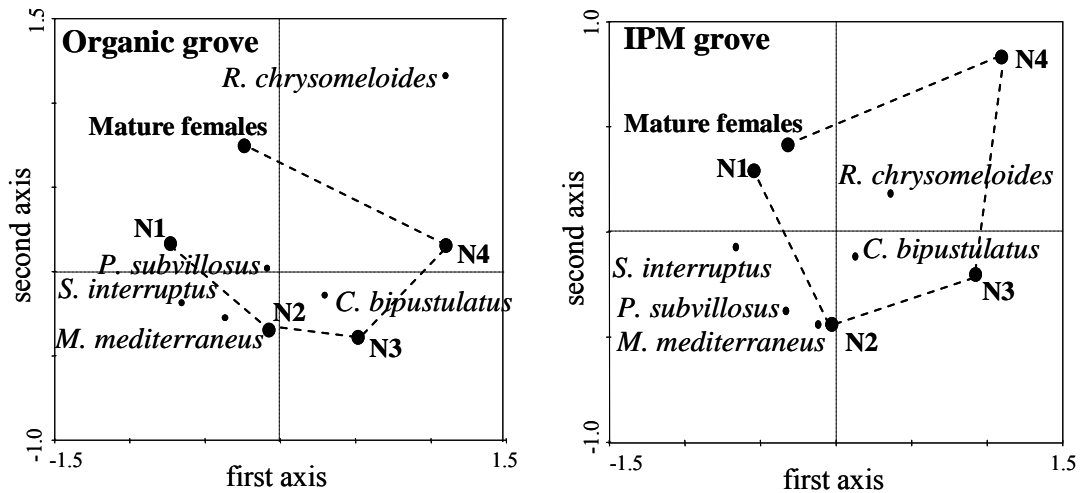 1.5
Organic grove
R. chrysomeloides
Mature females
N1
N4
P. subvillosus
S. interruptus
C. bipustulatus
N2
M. mediterraneus
N3
second axis
-1.0
-1.5
1.5
first axis
1.0
IPM grove
N4
Mature females
N1
R. chrysomeloides
C. bipustulatus
S. interruptus
N3
P. subvillosus
M. mediterraneus
N2
second axis
-1.0
-1.5
1.5
first axis